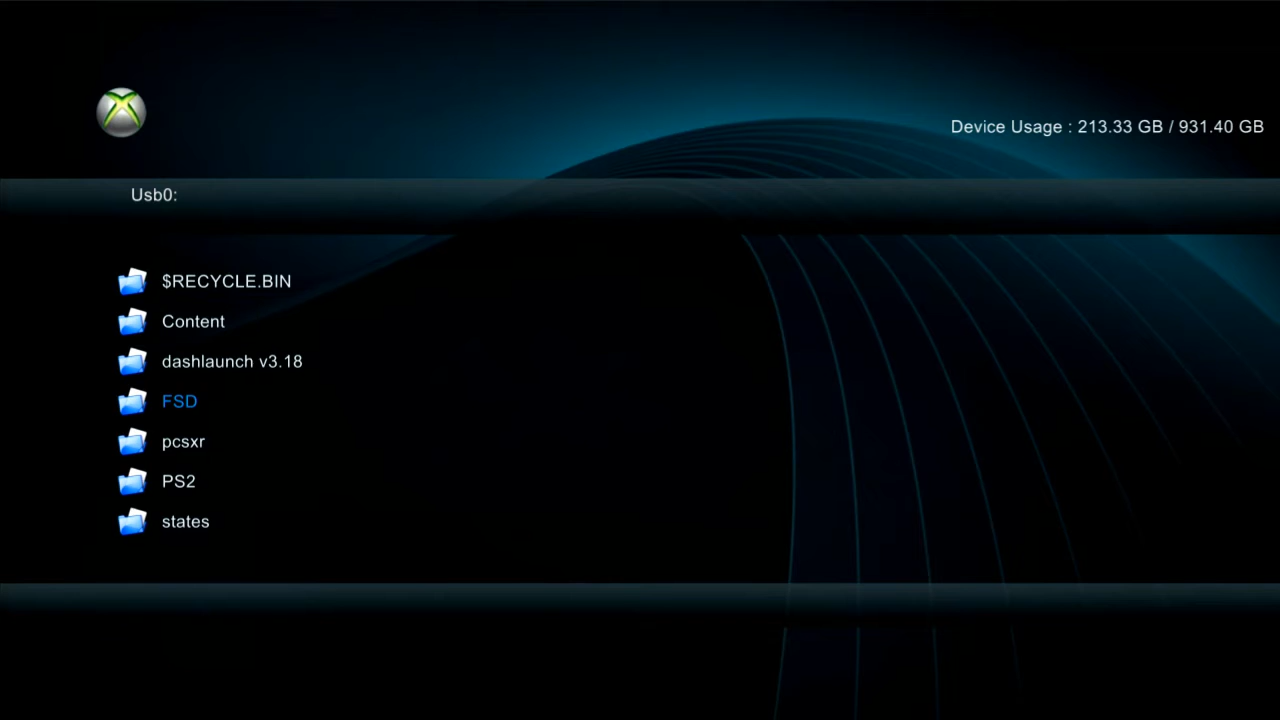 Device Usage : 213.33 GB / 931.40 GB
Usb0:
$RECYCLE.BIN
Content
dashlaunch v3.18
FSD
pcsxr
PS2
states